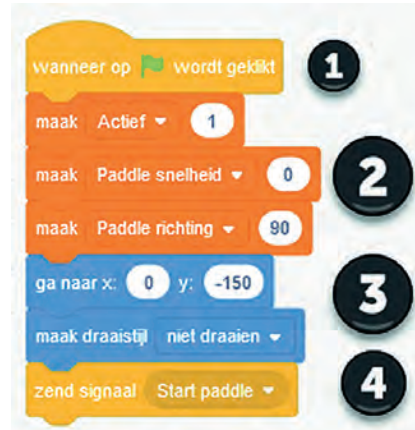 wanneer op wordt geklikt 1
maak Actief 1
maak Paddle snelheid 0 2
maak Paddle richting 90
ga naar x: 0 y: -150 3
maak draaistijl niet draaien
zend signaal Start paddle 4